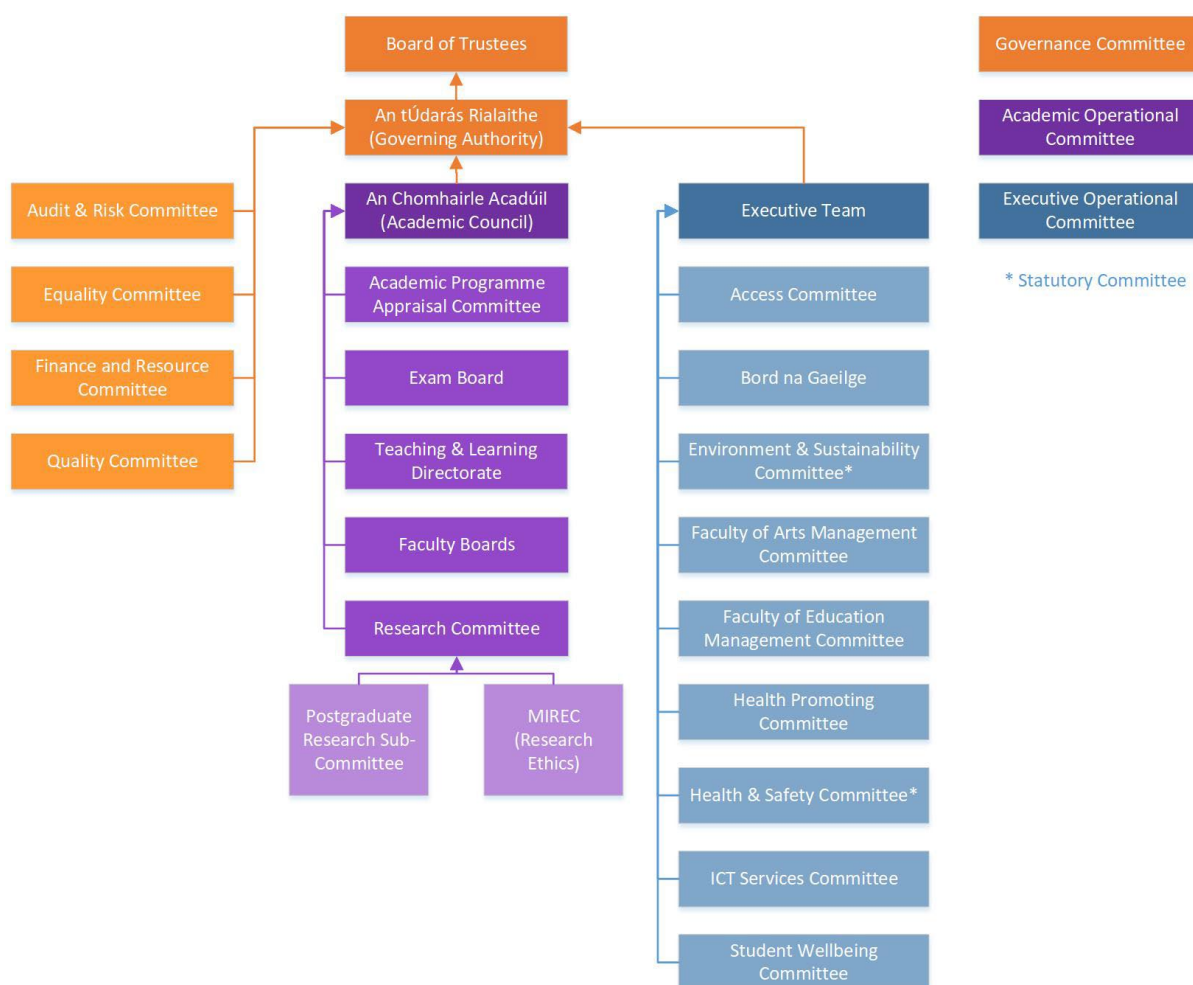 Board of Trustees
An tÚdarás Rialaithe
(Governing Authority)
Audit & Risk Committee
Equality Committee
Finance and Resource
Committee
Quality Committee
An Chomhairle Acadúil
(Academic Council)
Academic Programme
Appraisal Committee
Exam Board
Teaching & Learning
Directorate
Faculty Boards
Research Committee
Postgraduate
Research Sub-
Committee
MIREC
(Research
Ethics)
Executive Team
Access Committee
Bord na Gaeilge
Environment & Sustainability
Committee*
Faculty of Arts Management
Committee
Faculty of Education
Management Committee
Health Promoting
Committee
Health & Safety Committee*
ICT Services Committee
Student Wellbeing
Committee
Governance Committee
Academic Operational
Committee
Executive Operational
Committee
* Statutory Committee